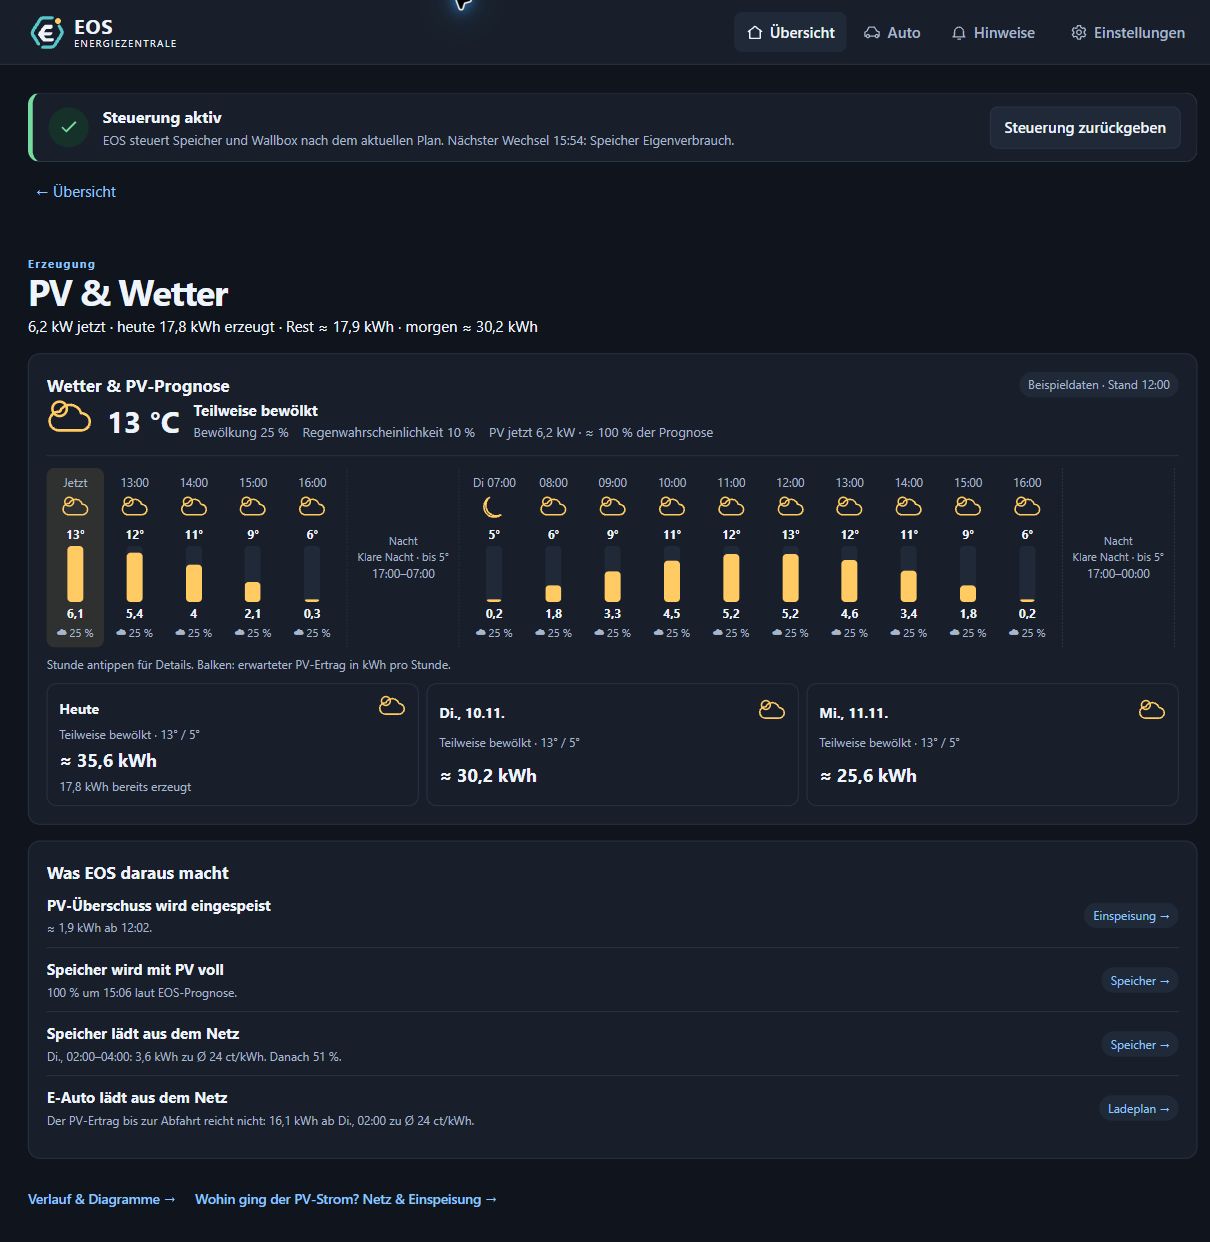 EOS
ENERGIEZENTRALE
Übersicht
Auto
Hinweise
Einstellungen
Steuerung aktiv
EOS steuert Speicher und Wallbox nach dem aktuellen Plan. Nächster Wechsel 15:54: Speicher Eigenverbrauch.
Steuerung zurückgeben
← Übersicht
Erzeugung
PV & Wetter
6,2 kW jetzt · heute 17,8 kWh erzeugt · Rest ≈ 17,9 kWh · morgen ≈ 30,2 kWh
Wetter & PV-Prognose
Beispieldaten · Stand 12:00
13 °C
Teilweise bewölkt
Bewölkung 25 % Regenwahrscheinlichkeit 10 % PV jetzt 6,2 kW · ≈ 100 % der Prognose
Jetzt 13:00 14:00 15:00 16:00 Di 07:00 08:00 09:00 10:00 11:00 12:00 13:00 14:00 15:00 16:00
13° 12° 11° 9° 6° 5° 6° 9° 11° 12° 13° 12° 11° 9° 6°
Nacht
Klare Nacht · bis 5°
17:00–07:00
Nacht
Klare Nacht · bis 5°
17:00–00:00
6,1 5,4 4 2,1 0,3 0,2 1,8 3,3 4,5 5,2 5,2 4,6 3,4 1,8 0,2
25 % 25 % 25 % 25 % 25 % 25 % 25 % 25 % 25 % 25 % 25 % 25 % 25 % 25 % 25 %
Stunde antippen für Details. Balken: erwarteter PV-Ertrag in kWh pro Stunde.
Heute
Teilweise bewölkt · 13° / 5°
≈ 35,6 kWh
17,8 kWh bereits erzeugt
Di., 10.11.
Teilweise bewölkt · 13° / 5°
≈ 30,2 kWh
Mi., 11.11.
Teilweise bewölkt · 13° / 5°
≈ 25,6 kWh
Was EOS daraus macht
PV-Überschuss wird eingespeist
≈ 1,9 kWh ab 12:02.
Einspeisung →
Speicher wird mit PV voll
100 % um 15:06 laut EOS-Prognose.
Speicher →
Speicher lädt aus dem Netz
Di., 02:00–04:00: 3,6 kWh zu Ø 24 ct/kWh. Danach 51 %.
Speicher →
E-Auto lädt aus dem Netz
Der PV-Ertrag bis zur Abfahrt reicht nicht: 16,1 kWh ab Di., 02:00 zu Ø 24 ct/kWh.
Ladeplan →
Verlauf & Diagramme →
Wohin ging der PV-Strom? Netz & Einspeisung →